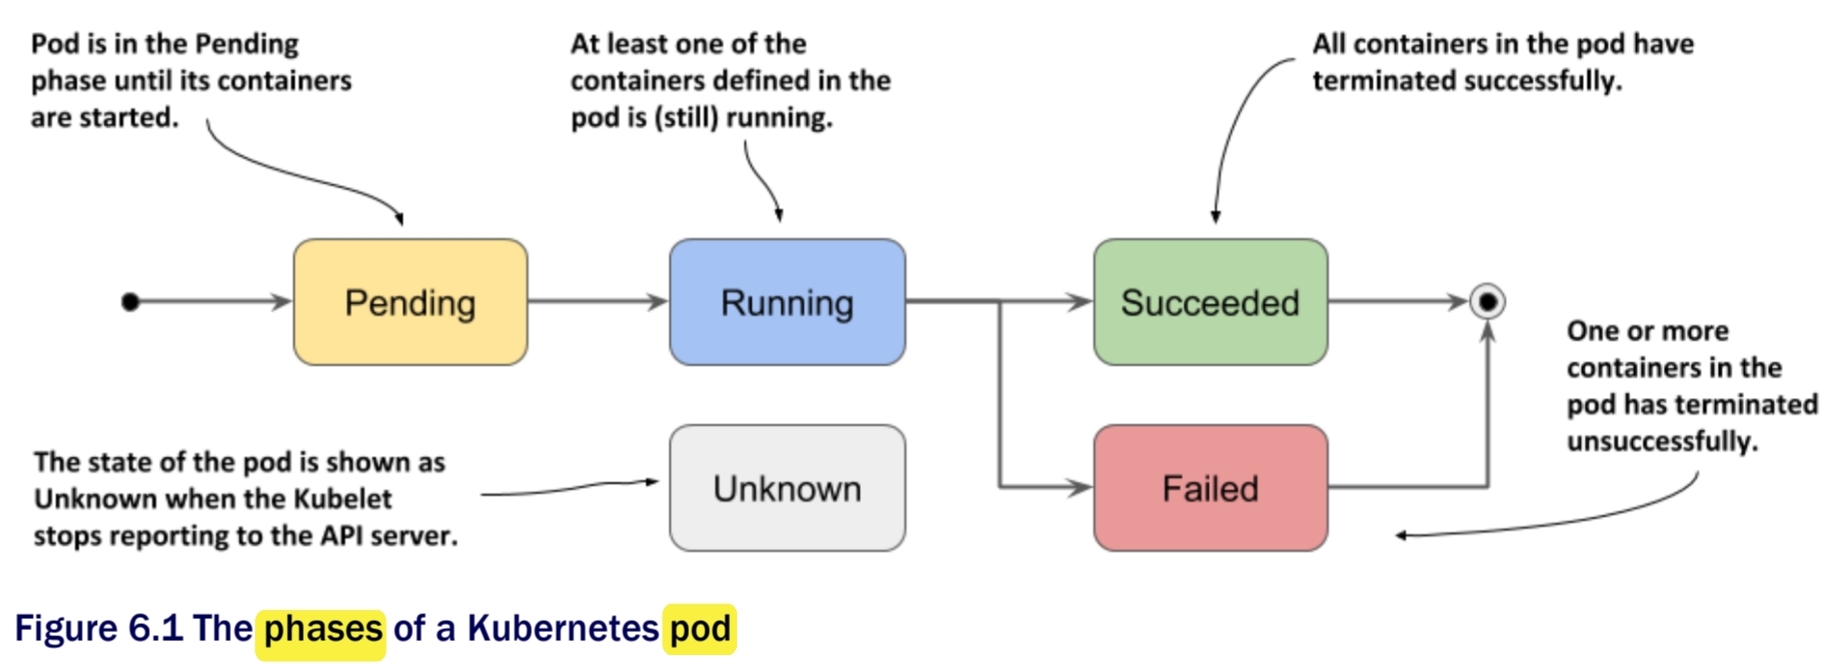 Pod is in the Pending
phase until its containers
are started.
At least one of the
containers defined in the
pod is (still) running.
All containers in the pod have
terminated successfully.
Pending
Running
Succeeded
One or more
containers in the
pod has terminated
unsuccessfully.
The state of the pod is shown as
Unknown when the Kubelet
stops reporting to the API server.
Unknown
Failed
Figure 6.1 The phases of a Kubernetes pod